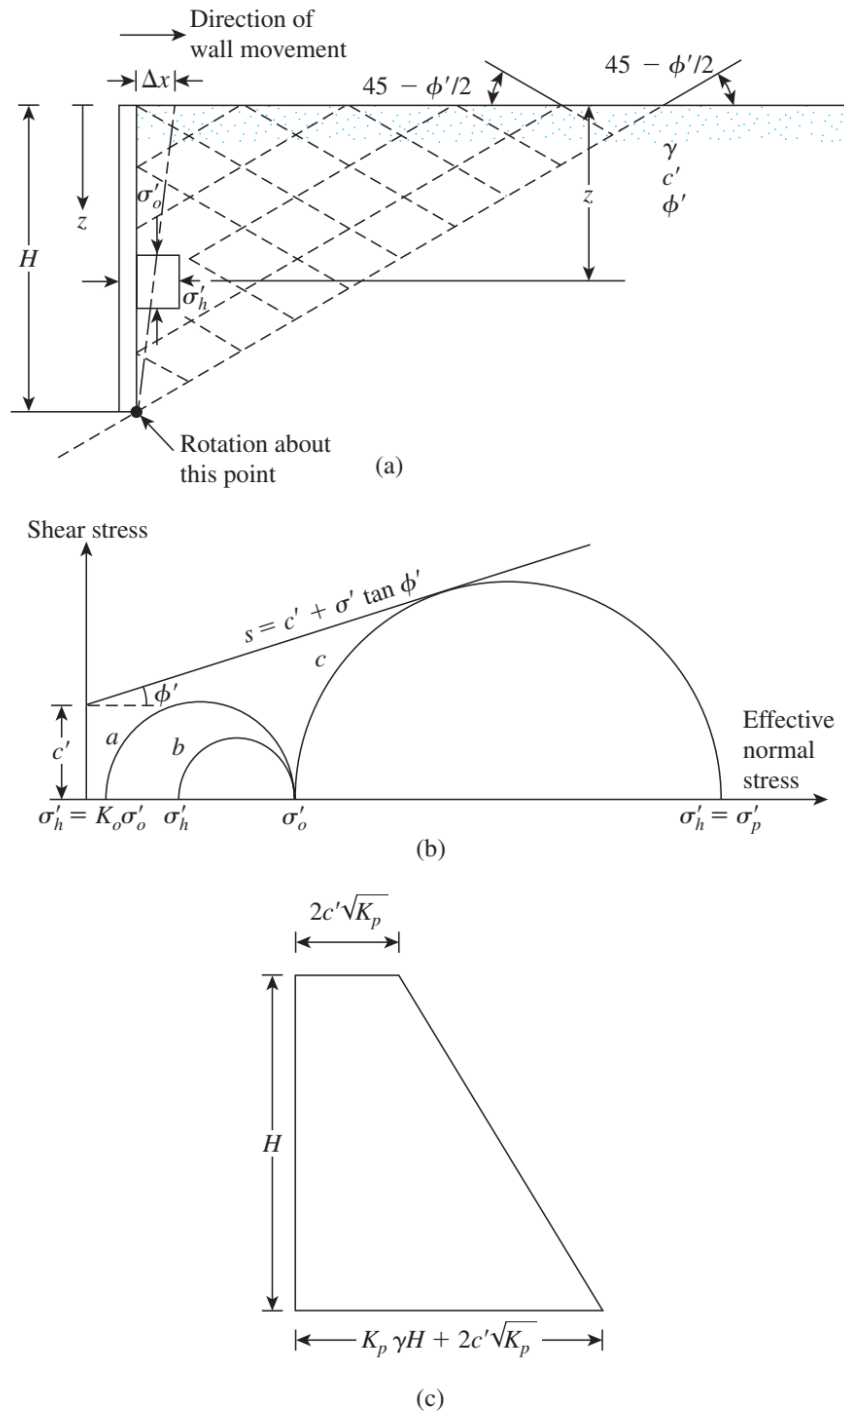 Direction of
wall movement
Δx
45 − ϕ′/2
45 − ϕ′/2
γ
c′
ϕ′
z
z
σ′o
H
σ′h
Rotation about
this point
(a)
Shear stress
s = c′ + σ′ tan ϕ′
c
ϕ′
a
b
c′
Effective
normal
stress
σ′h = Koσ′o
σ′h
σ′o
σ′h = σ′p
(b)
2c′√Kp
H
Kp γH + 2c′√Kp
(c)